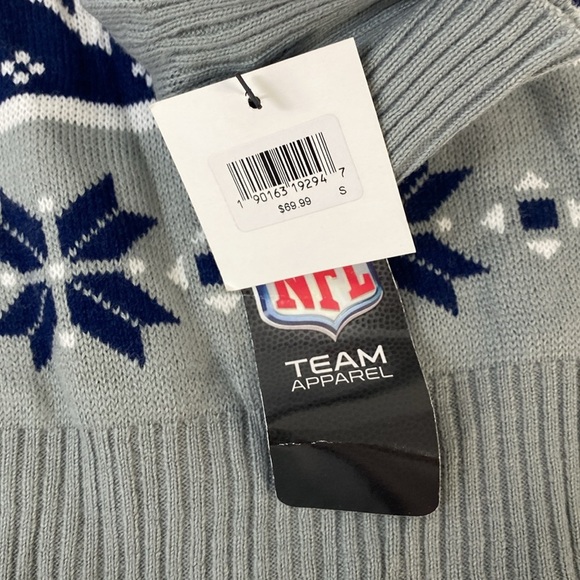 1 90163 19294 7
$69.99 S
NFL
TEAM
APPAREL